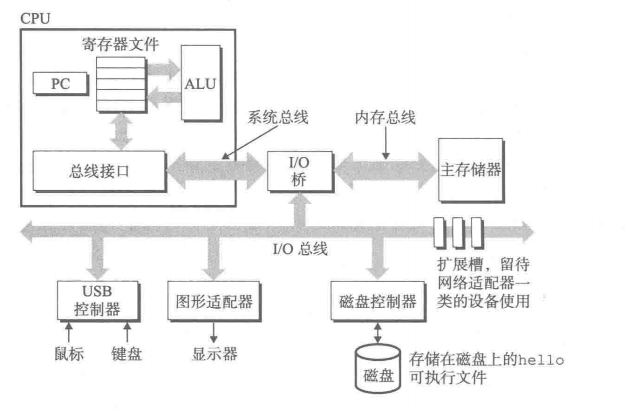 CPU
寄存器文件
PC
ALU
系统总线
内存总线
总线接口
I/O
桥
主存储器
I/O 总线
扩展槽，留待
网络适配器一
类的设备使用
USB
控制器
图形适配器
磁盘控制器
鼠标
键盘
显示器
磁盘
存储在磁盘上的hello
可执行文件